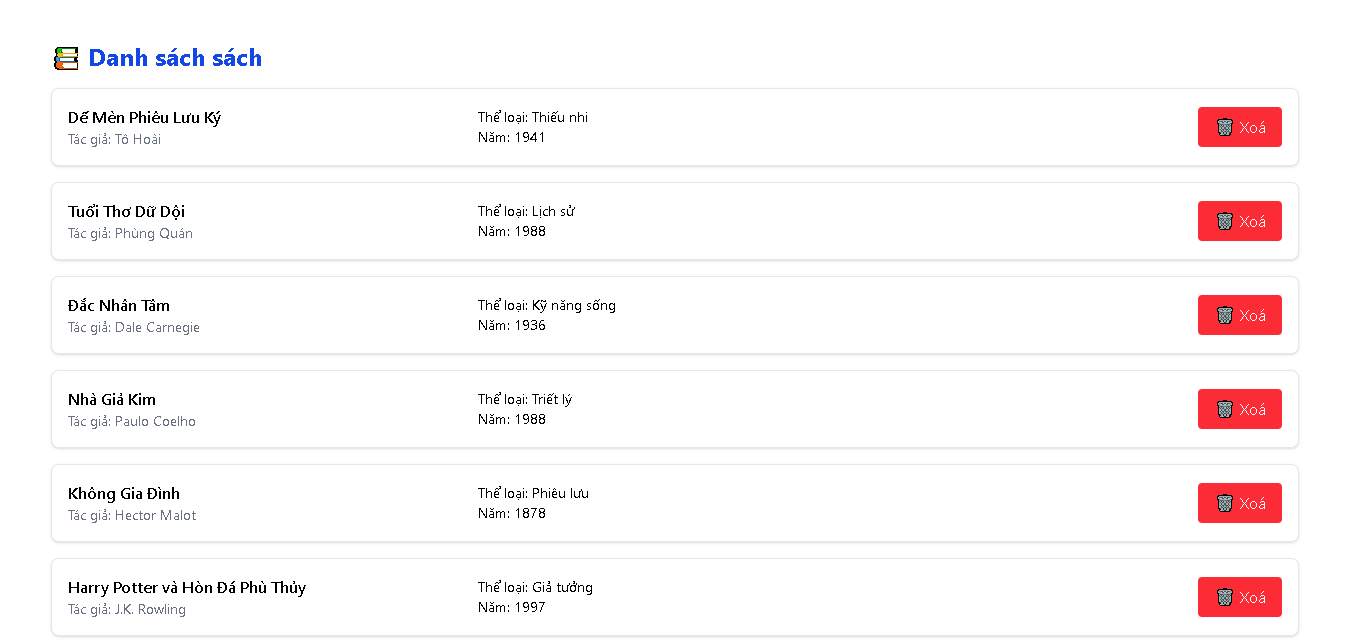 Danh sách sách
Dế Mèn Phiêu Lưu Ký
Tác giả: Tô Hoài
Thể loại: Thiếu nhi
Năm: 1941
Xoá
Tuổi Thơ Dữ Dội
Tác giả: Phùng Quán
Thể loại: Lịch sử
Năm: 1988
Xoá
Đắc Nhân Tâm
Tác giả: Dale Carnegie
Thể loại: Kỹ năng sống
Năm: 1936
Xoá
Nhà Giả Kim
Tác giả: Paulo Coelho
Thể loại: Triết lý
Năm: 1988
Xoá
Không Gia Đình
Tác giả: Hector Malot
Thể loại: Phiêu lưu
Năm: 1878
Xoá
Harry Potter và Hòn Đá Phù Thủy
Tác giả: J.K. Rowling
Thể loại: Giả tưởng
Năm: 1997
Xoá